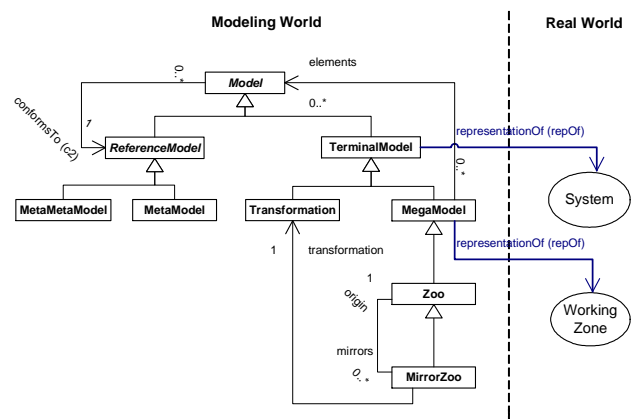 Modeling World
Real World
elements
0..*
Model
0..*
conformsTo (c2)
1
representationOf (repOf)
ReferenceModel
TerminalModel
0..*
System
MetaMetaModel
MetaModel
Transformation
MegaModel
representationOf (repOf)
1
transformation
1
Zoo
origin
Working
Zone
mirrors
0..*
MirrorZoo